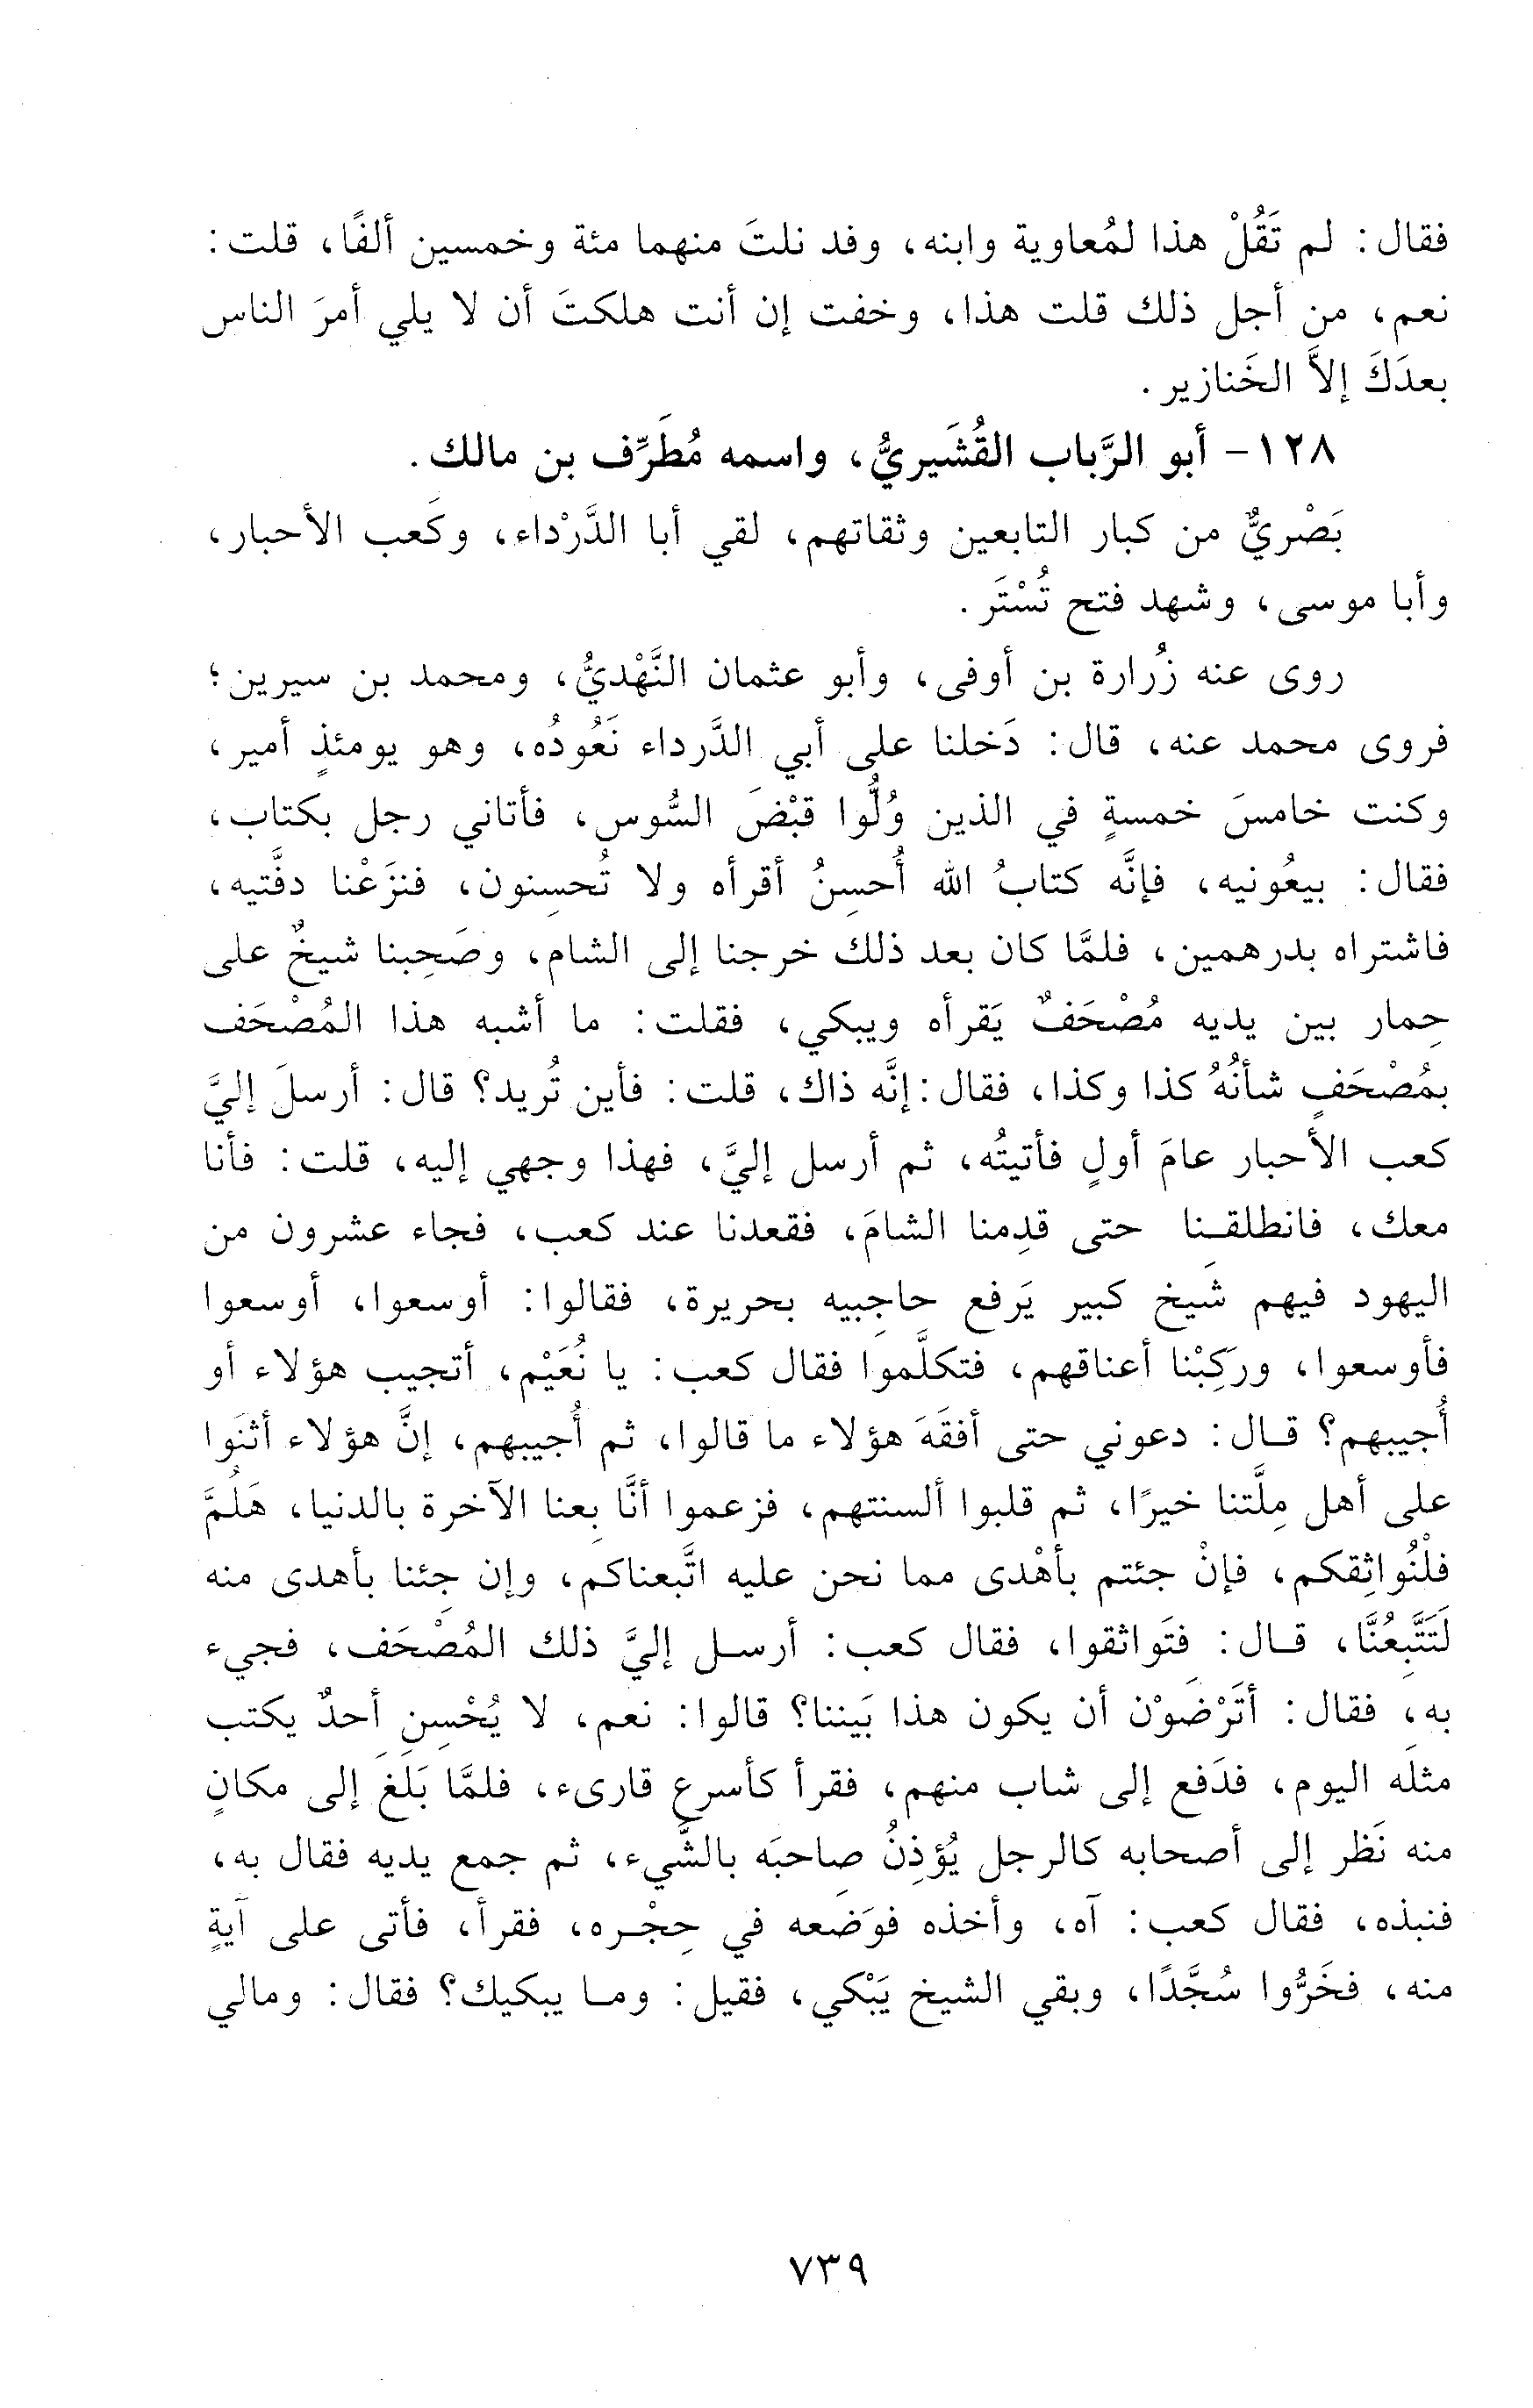 فقال: لم تَقُلْ هذا لمُعاوية وابنه، وقد نلتَ منهما مئة وخمسين ألفًا، قلت:
نعم، من أجل ذلك قلت هذا، وخفت إن أنت هلكتَ أن لا يلي أمرَ الناس
بعدَكَ إلاَّ الخَنازير.
١٢٨ - أبو الرَّباب القُشَيريُّ، واسمه مُطَرِّف بن مالك.
بَصْريٌّ من كبار التابعين وثقاتهم، لقي أبا الدَّرْداء، وكَعب الأحبار،
وأبا موسى، وشهد فتح تُسْتَر.
روى عنه زُرارة بن أوفى، وأبو عثمان النَّهْديُّ، ومحمد بن سيرين؛
فروى محمد عنه، قال: دَخلنا على أبي الدَّرداء نَعُودُه، وهو يومئذٍ أمير،
وكنت خامسَ خمسةٍ في الذين وُلُّوا قبْضَ السُّوس، فأتاني رجل بكتاب،
فقال: بيعُونيه، فإنَّه كتابُ الله أُحسِنُ أقرأه ولا تُحسِنون، فنزَعْنا دفَّتيه،
فاشتراه بدرهمين، فلمَّا كان بعد ذلك خرجنا إلى الشام، وصَحِبنا شيخٌ على
حِمار بين يديه مُصْحَفٌ يَقرأه ويبكي، فقلت: ما أشبه هذا المُصْحَف
بمُصْحَفٍ شأنُهُ كذا وكذا، فقال: إنَّه ذاك، قلت: فأين تُريد؟ قال: أرسلَ إليَّ
كعب الأحبار عامَ أولٍ فأتيتُه، ثم أرسل إليَّ، فهذا وجهي إليه، قلت: فأنا
معك، فانطلقـنا حتى قدِمنا الشامَ، فقعدنا عند كعب، فجاء عشرون من
اليهود فيهم شَيخ كبير يَرفع حاجِبيه بحريرة، فقالوا: أوسعوا، أوسعوا
فأوسعوا، ورَكِبْنا أعناقهم، فتكلَّموا فقال كعب: يا نُعَيْم، أتجيب هؤلاء أو
أُجيبهم؟ قـال: دعوني حتى أفقَهَ هؤلاء ما قالوا، ثم أُجيبهم، إنَّ هؤلاء أثنَوا
على أهل مِلَّتنا خيرًا، ثم قلبوا ألسنتهم، فزعموا أنَّا بِعنا الآخرة بالدنيا، هَلُمَّ
فلْنُواثِقكم، فإنْ جئتم بأهْدى مما نحن عليه اتَّبعناكم، وإن جِئنا بأهدى منه
لَتَتَّبِعُنَّا، قـال: فتَواثقوا، فقال كعب: أرسـل إليَّ ذلك المُصْحَف، فجيء
به، فقال: أتَرْضَوْن أن يكون هذا بَيننا؟ قالوا: نعم، لا يُحْسِن أحدٌ يكتب
مثلَه اليوم، فدَفع إلى شاب منهم، فقرأ كأسرعِ قارىء، فلمَّا بَلَغَ إلى مكانٍ
منه نَظر إلى أصحابه كالرجل يُؤذِنُ صاحبَه بالشَّيء، ثم جمع يديه فقال به،
فنبذه، فقال كعب: آه، وأخذه فوَضَعه في حِجْـره، فقرأ، فأتى على آيةٍ
منه، فخَرُّوا سُجَّدًا، وبقي الشيخ يَبْكي، فقيل: ومـا يبكيك؟ فقال: ومالي
٧٣٩